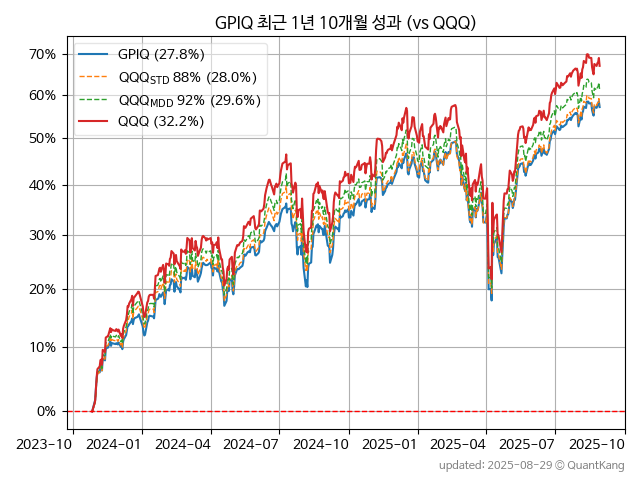 GPIQ 최근 1년 10개월 성과 (vs QQQ)
GPIQ (27.8%)
QQQSTD 88% (28.0%)
QQQMDD 92% (29.6%)
QQQ (32.2%)
70%
60%
50%
40%
30%
20%
10%
0%
2023-10 2024-01 2024-04 2024-07 2024-10 2025-01 2025-04 2025-07 2025-10
updated: 2025-08-29 © QuantKang